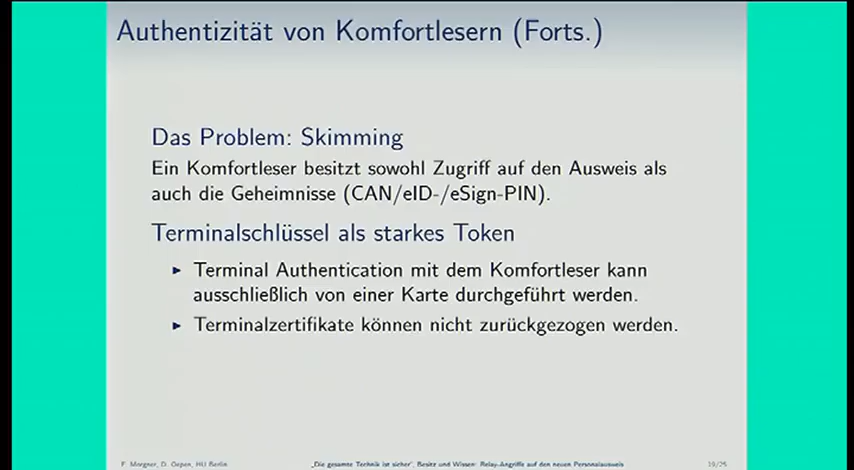 Authentizität von Komfortlesern (Forts.)
Das Problem: Skimming
Ein Komfortleser besitzt sowohl Zugriff auf den Ausweis als
auch die Geheimnisse (CAN/eID-/eSign-PIN).
Terminalschlüssel als starkes Token
▶ Terminal Authentication mit dem Komfortleser kann
ausschließlich von einer Karte durchgeführt werden.
▶ Terminalzertifikate können nicht zurückgezogen werden.
F. Morgner, D. Oepen, HU Berlin
„Die gesamte Technik ist sicher", Besitz und Wissen: Relay-Angriffe auf den neuen Personalausweis
19/25